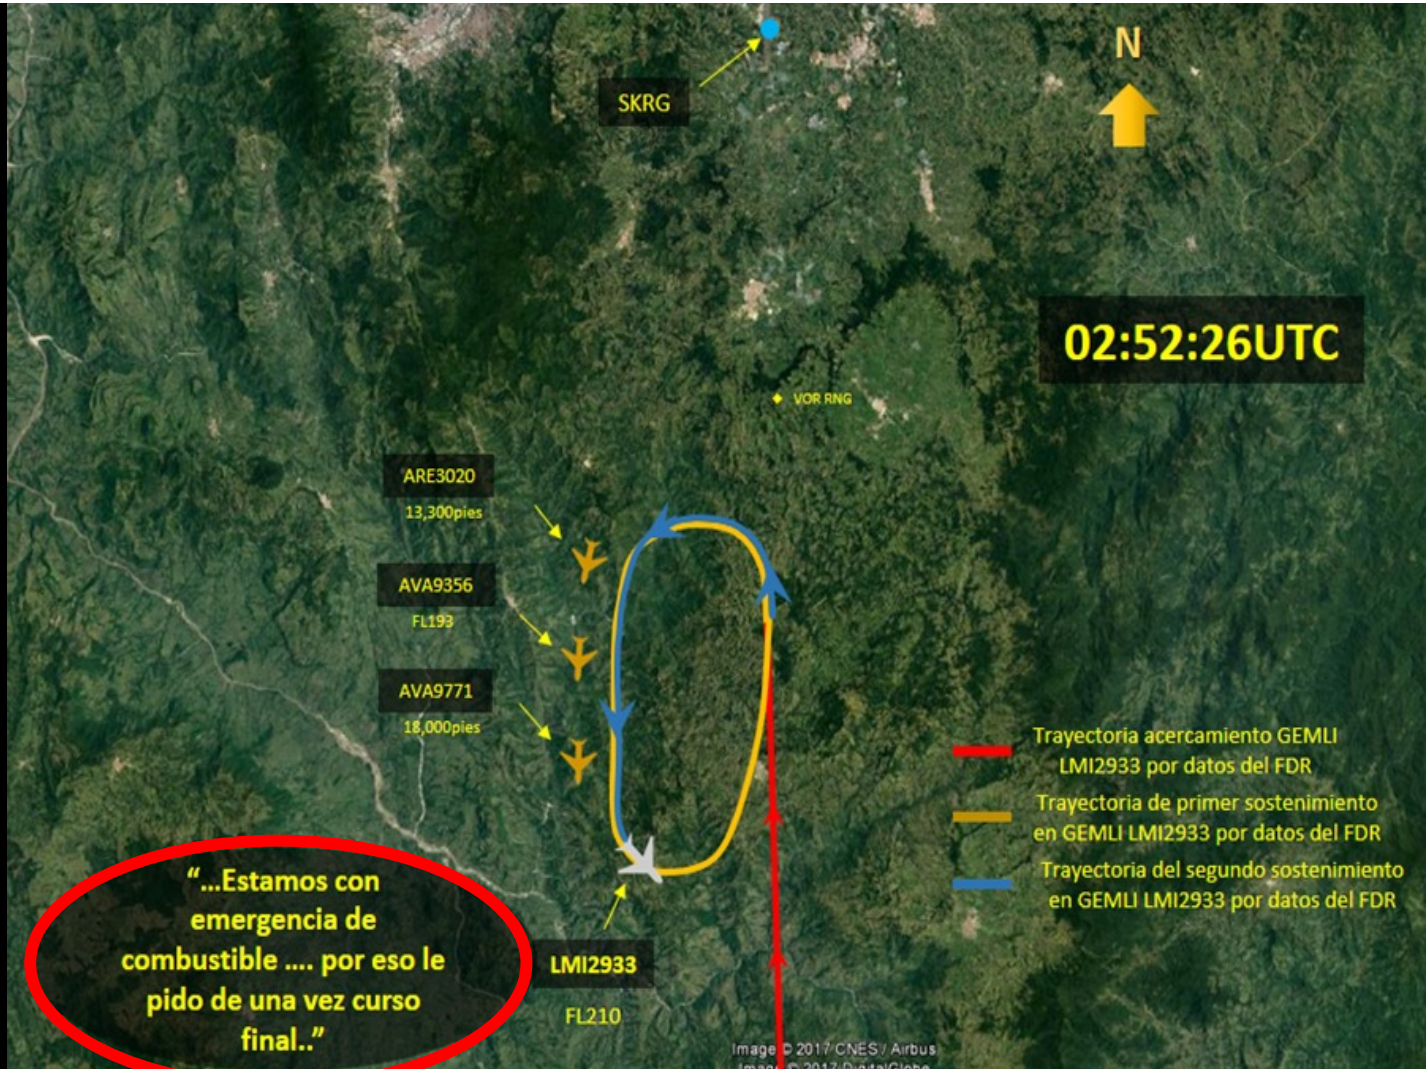 SKRG
N
02:52:26UTC
VOR RNG
ARE3020
13,300pies
AVA9356
FL193
AVA9771
18,000pies
Trayectoria acercamiento GEMLI
LMI2933 por datos del FDR
Trayectoria de primer sostenimiento
en GEMLI LMI2933 por datos del FDR
Trayectoria del segundo sostenimiento
en GEMLI LMI2933 por datos del FDR
“...Estamos con
emergencia de
combustible .... por eso le
pido de una vez curso
final..”
LMI2933
FL210
Image © 2017 CNES / Airbus
Image © 2017 DigitalGlobe